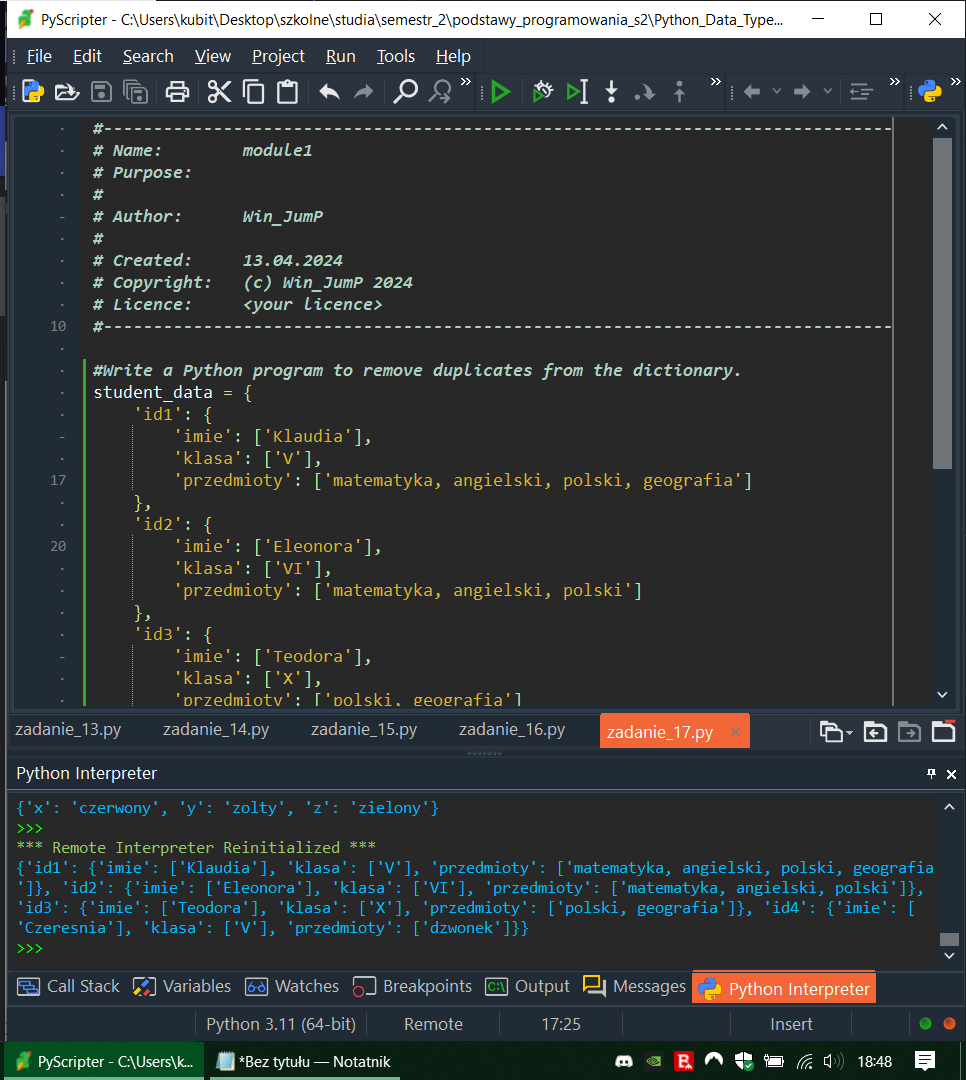 PyScripter - C:\Users\kubit\Desktop\szkolne\studia\semestr_2\podstawy_programowania_s2\Python_Data_Type...
File Edit Search View Project Run Tools Help
#-------------------------------------------------------------------------------
# Name:        module1
# Purpose:
#
# Author:      Win_JumP
#
# Created:     13.04.2024
# Copyright:   (c) Win_JumP 2024
# Licence:     <your licence>
10 #-------------------------------------------------------------------------------
#Write a Python program to remove duplicates from the dictionary.
student_data = {
    'id1': {
        'imie': ['Klaudia'],
        'klasa': ['V'],
17         'przedmioty': ['matematyka, angielski, polski, geografia']
    },
    'id2': {
20         'imie': ['Eleonora'],
        'klasa': ['VI'],
        'przedmioty': ['matematyka, angielski, polski']
    },
    'id3': {
        'imie': ['Teodora'],
        'klasa': ['X'],
        'przedmioty': ['polski, geografia']
zadanie_13.py zadanie_14.py zadanie_15.py zadanie_16.py zadanie_17.py
Python Interpreter
{'x': 'czerwony', 'y': 'zolty', 'z': 'zielony'}
>>>
*** Remote Interpreter Reinitialized ***
{'id1': {'imie': ['Klaudia'], 'klasa': ['V'], 'przedmioty': ['matematyka, angielski, polski, geografia
']}, 'id2': {'imie': ['Eleonora'], 'klasa': ['VI'], 'przedmioty': ['matematyka, angielski, polski']},
'id3': {'imie': ['Teodora'], 'klasa': ['X'], 'przedmioty': ['polski, geografia']}, 'id4': {'imie': [
'Czeresnia'], 'klasa': ['V'], 'przedmioty': ['dzwonek']}}
>>>
Call Stack Variables Watches Breakpoints Output Messages Python Interpreter
Python 3.11 (64-bit) Remote 17:25 Insert
PyScripter - C:\Users\k... *Bez tytułu — Notatnik 18:48